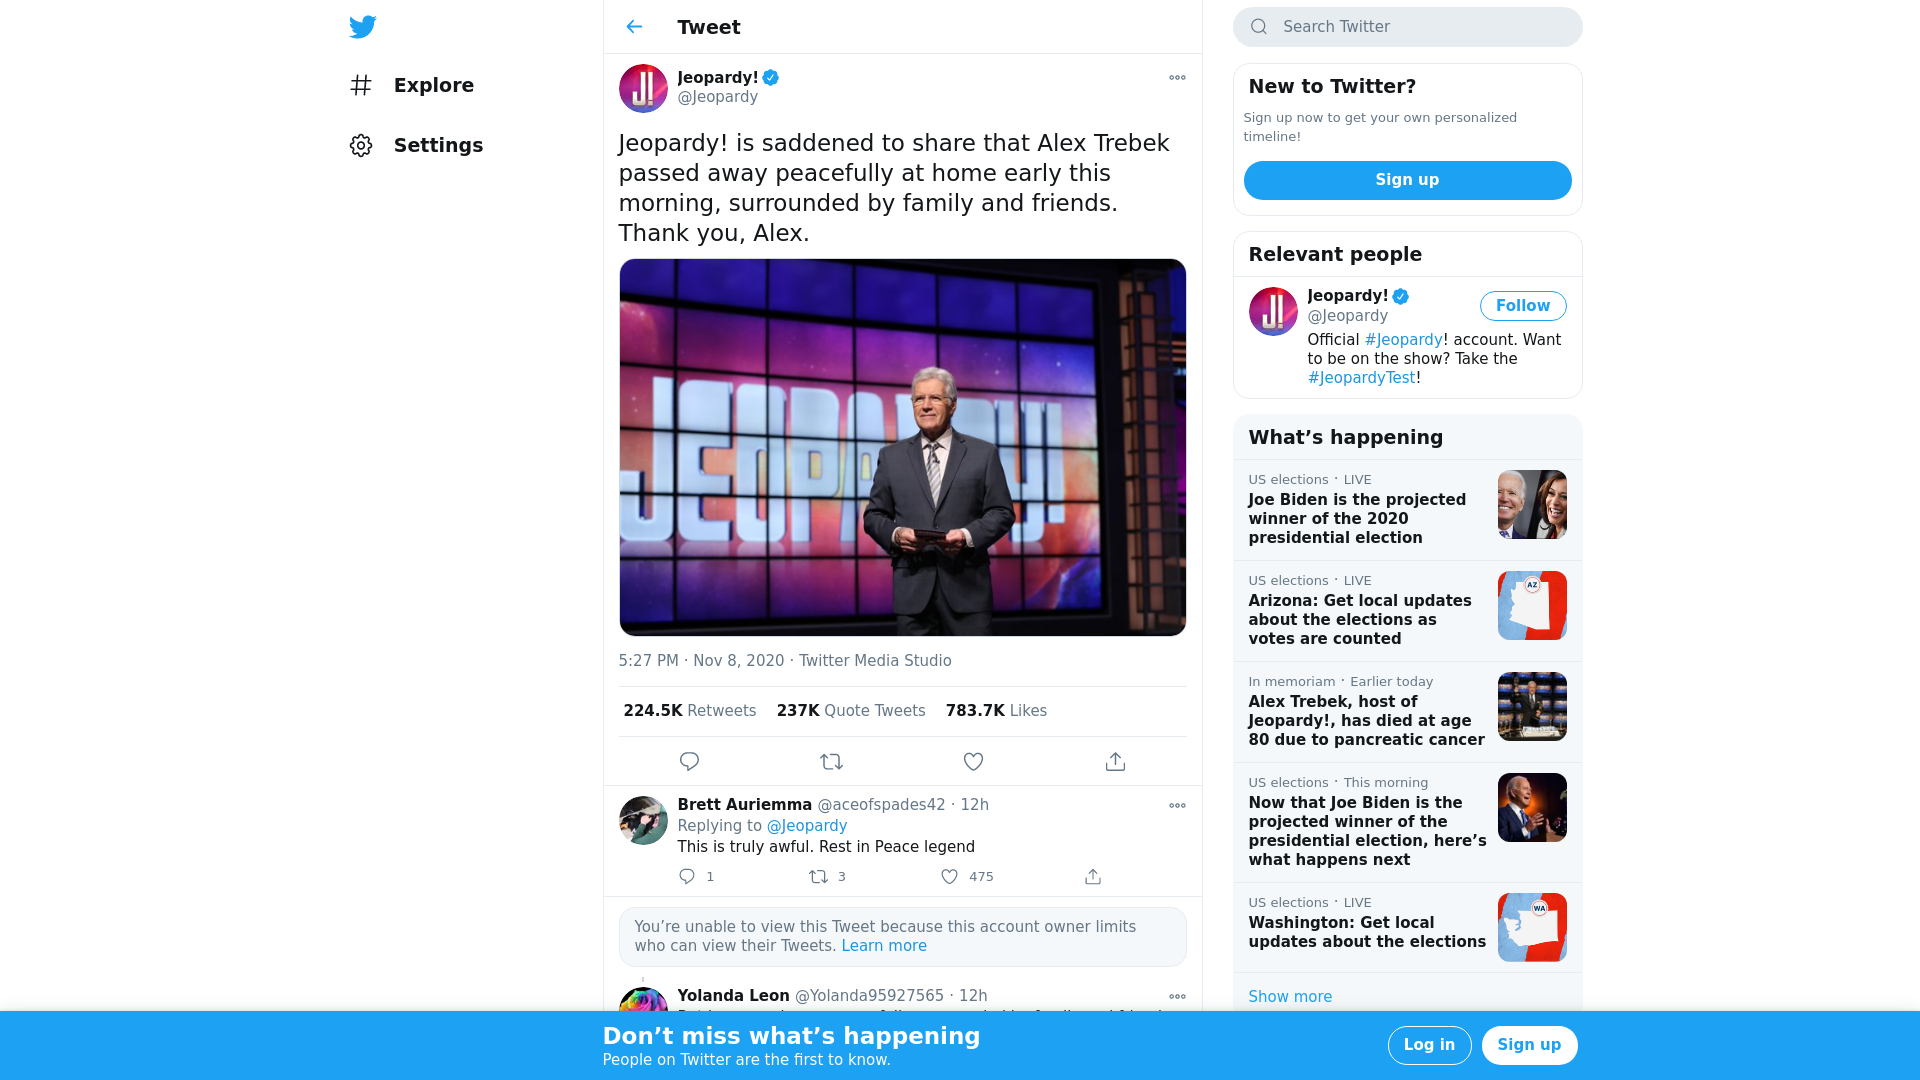 Explore
Settings
Tweet
Jeopardy!
@Jeopardy
Jeopardy! is saddened to share that Alex Trebek
passed away peacefully at home early this
morning, surrounded by family and friends.
Thank you, Alex.
JEOPARDY!
5:27 PM · Nov 8, 2020 · Twitter Media Studio
224.5K Retweets 237K Quote Tweets 783.7K Likes
Brett Auriemma @aceofspades42 · 12h
Replying to @Jeopardy
This is truly awful. Rest in Peace legend
1 3 475
You’re unable to view this Tweet because this account owner limits
who can view their Tweets. Learn more
Yolanda Leon @Yolanda95927565 · 12h
Search Twitter
New to Twitter?
Sign up now to get your own personalized
timeline!
Sign up
Relevant people
Jeopardy!
@Jeopardy
Follow
Official #Jeopardy! account. Want
to be on the show? Take the
#JeopardyTest!
What’s happening
US elections · LIVE
Joe Biden is the projected
winner of the 2020
presidential election
US elections · LIVE
Arizona: Get local updates
about the elections as
votes are counted
AZ
In memoriam · Earlier today
Alex Trebek, host of
Jeopardy!, has died at age
80 due to pancreatic cancer
US elections · This morning
Now that Joe Biden is the
projected winner of the
presidential election, here’s
what happens next
US elections · LIVE
Washington: Get local
updates about the elections
WA
Show more
Don’t miss what’s happening
People on Twitter are the first to know.
Log in
Sign up